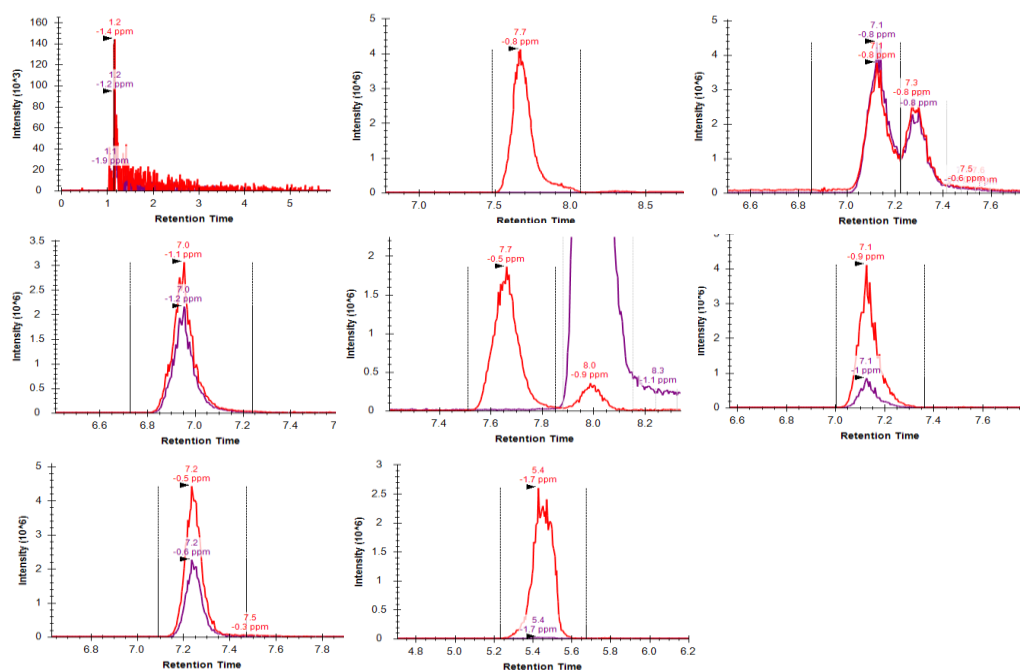 160
140
120
100
80
60
40
20
0
Intensity (10^3)
1.2
-1.4 ppm
1.2
-1.2 ppm
1.1
-1.9 ppm
0 1 2 3 4 5
Retention Time
5
4
3
2
1
0
Intensity (10^6)
7.7
-0.8 ppm
7.0 7.5 8.0 8.5
Retention Time
5
4
3
2
1
0
Intensity (10^6)
7.1
-0.8 ppm
7.1
-0.8 ppm
7.3
-0.8 ppm
-0.8 ppm
7.5
-0.6 ppm
6.6 6.8 7.0 7.2 7.4 7.6
Retention Time
3.5
3
2.5
2
1.5
1
0.5
0
Intensity (10^6)
7.0
-1.1 ppm
7.0
-1.2 ppm
6.6 6.8 7.0 7.2 7.4 7
Retention Time
2
1.5
1
0.5
0
Intensity (10^6)
7.7
-0.5 ppm
8.0
-0.9 ppm
8.3
-1.1 ppm
7.4 7.6 7.8 8.0 8.2
Retention Time
5
4
3
2
1
0
Intensity (10^6)
7.1
-0.9 ppm
7.1
-1 ppm
6.6 6.8 7.0 7.2 7.4 7.6
Retention Time
5
4
3
2
1
0
Intensity (10^6)
7.2
-0.5 ppm
7.2
-0.6 ppm
7.5
-0.3 ppm
6.8 7.0 7.2 7.4 7.6 7.8
Retention Time
3
2.5
2
1.5
1
0.5
0
Intensity (10^6)
5.4
-1.7 ppm
5.4
-1.7 ppm
4.8 5.0 5.2 5.4 5.6 5.8 6.0 6.2
Retention Time